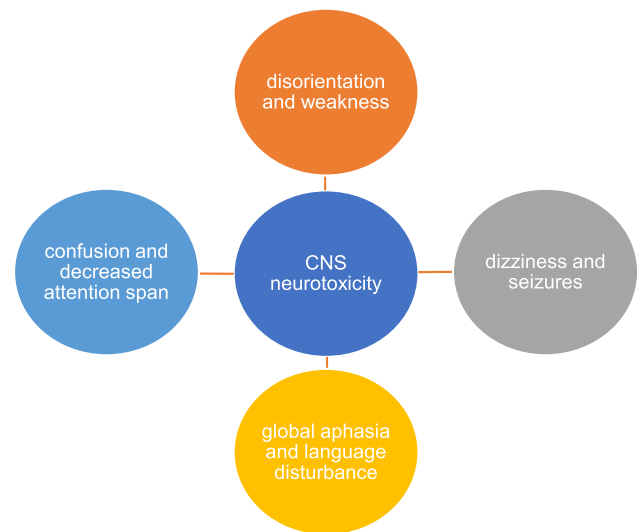 disorientation
and weakness
confusion and
decreased
attention span
CNS
neurotoxicity
dizziness and
seizures
global aphasia
and language
disturbance